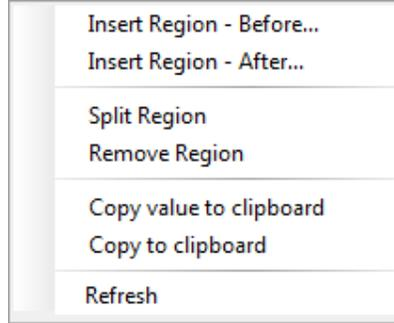 Insert Region - Before...
Insert Region - After...
Split Region
Remove Region
Copy value to clipboard
Copy to clipboard
Refresh